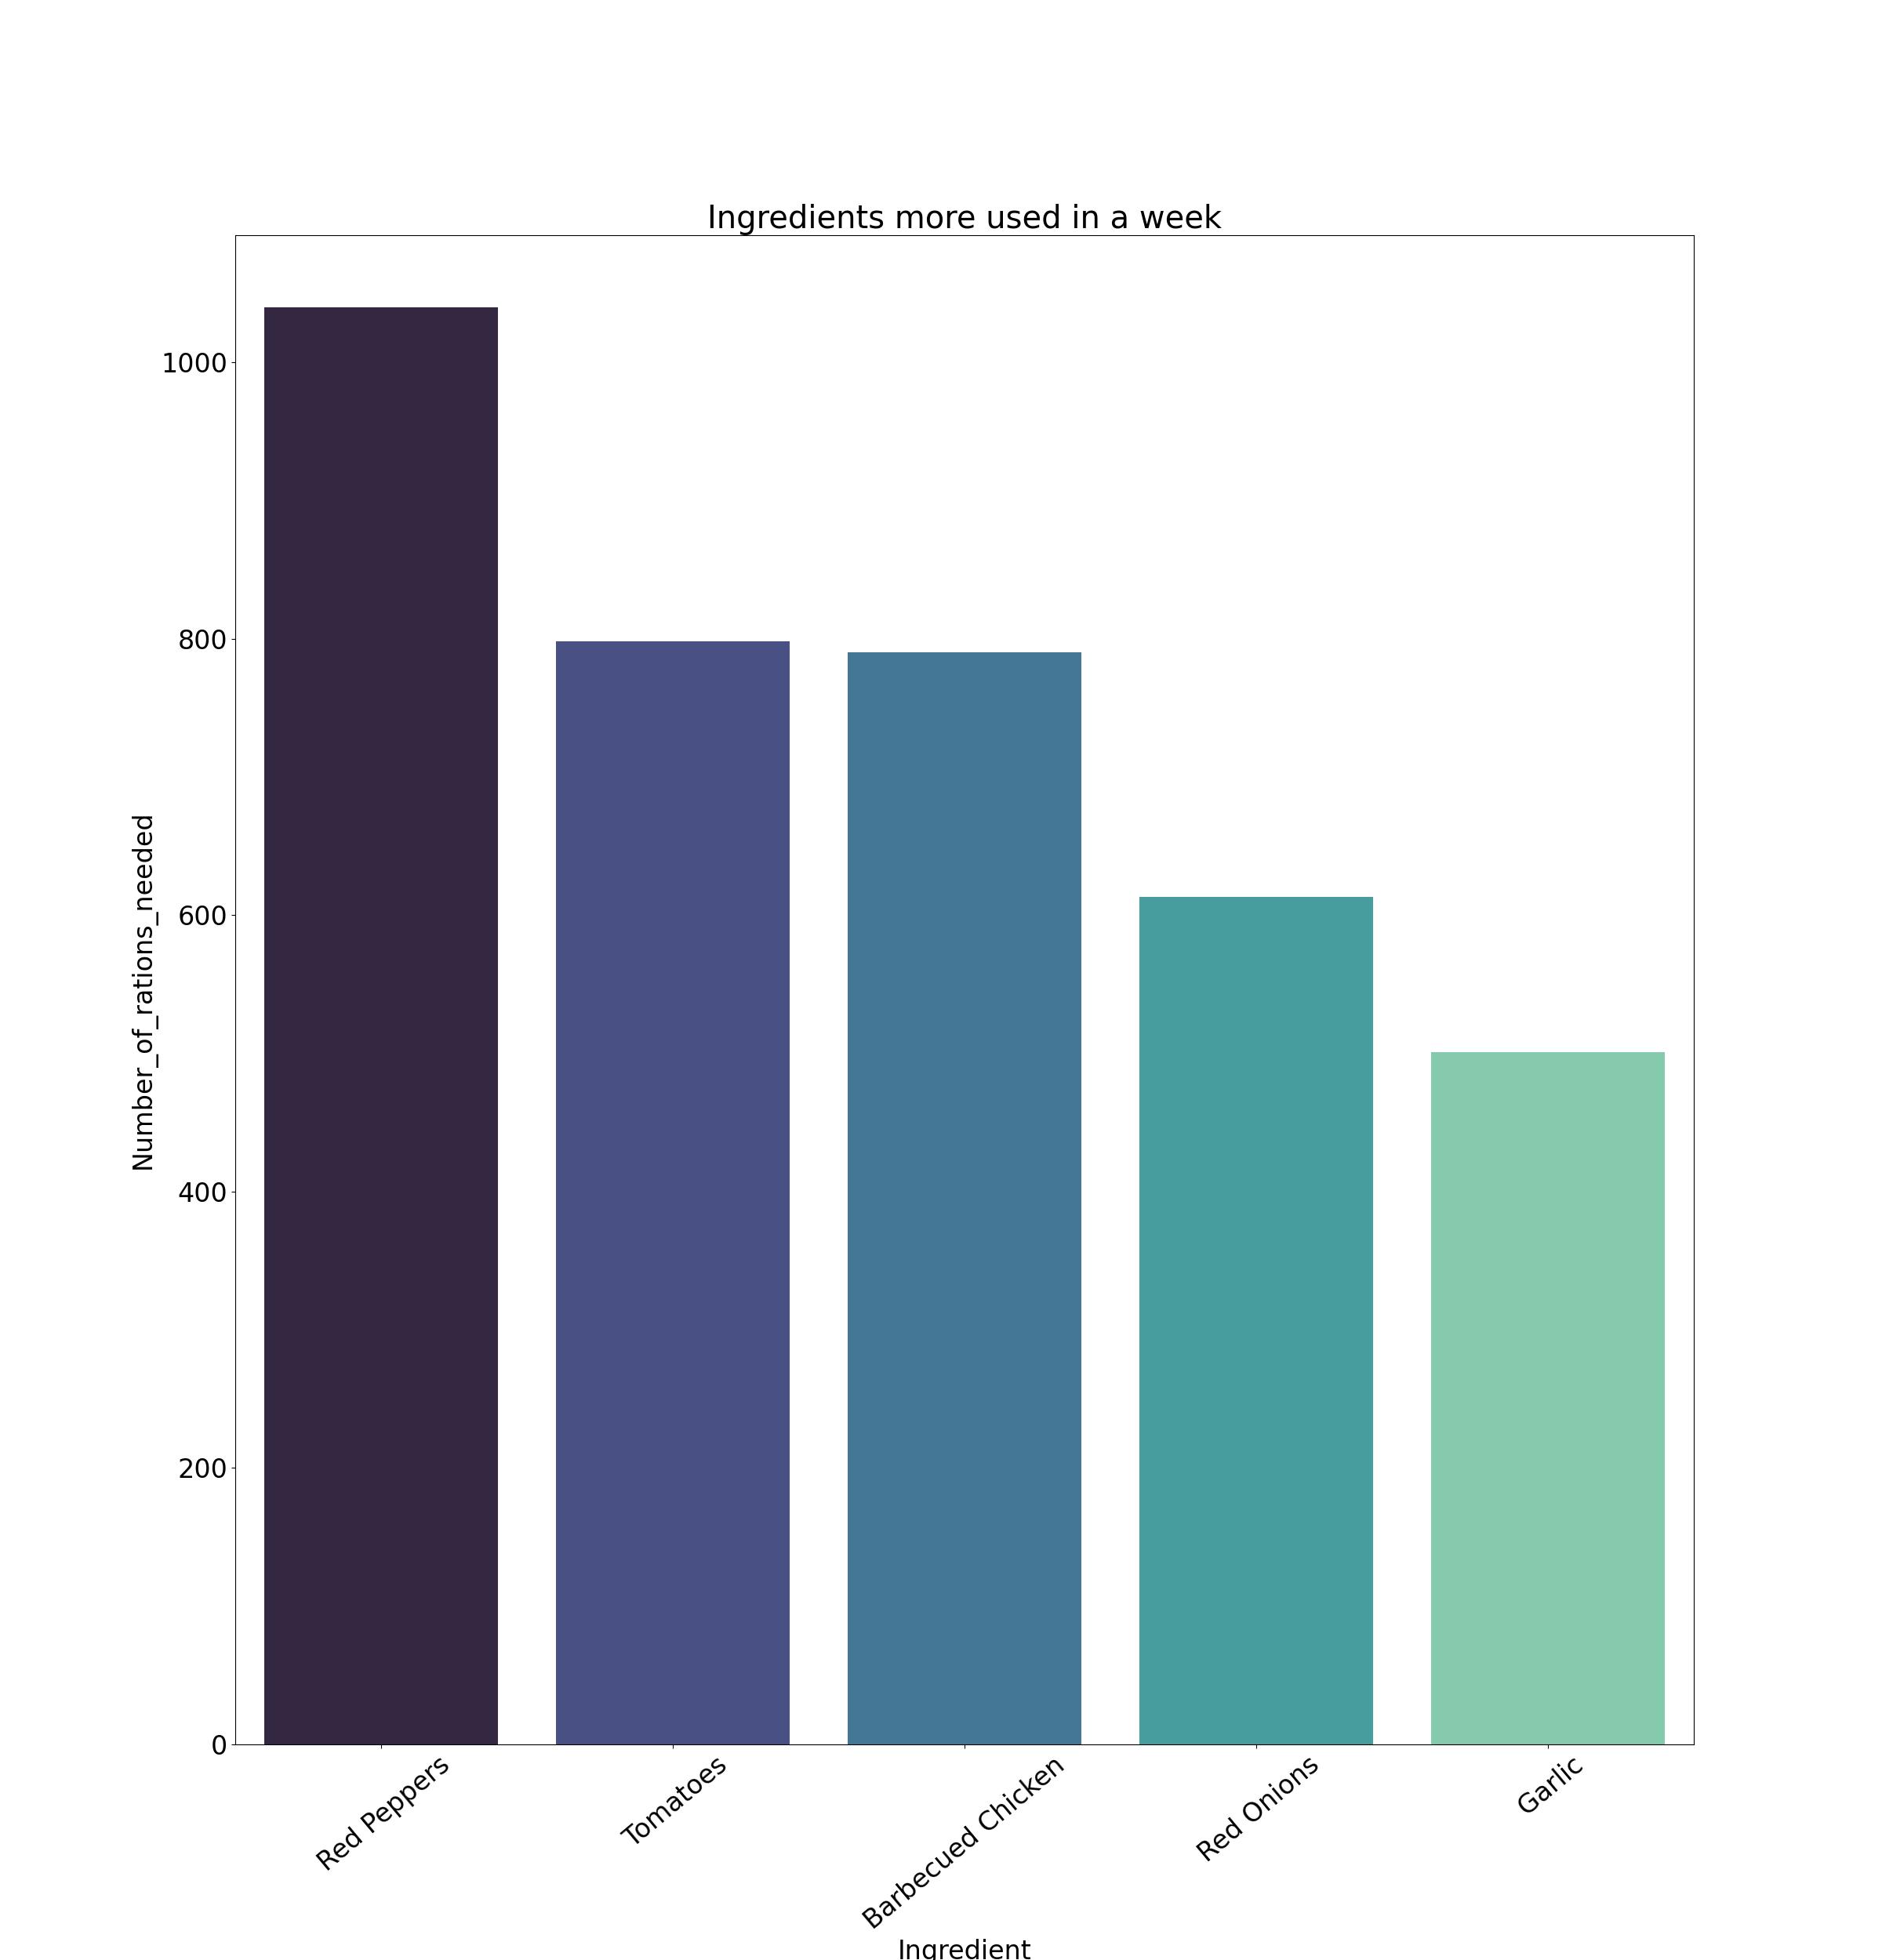 Ingredients more used in a week
Number_of_rations_needed
1000
800
600
400
200
0
Red Peppers
Tomatoes
Barbecued Chicken
Red Onions
Garlic
Ingredient